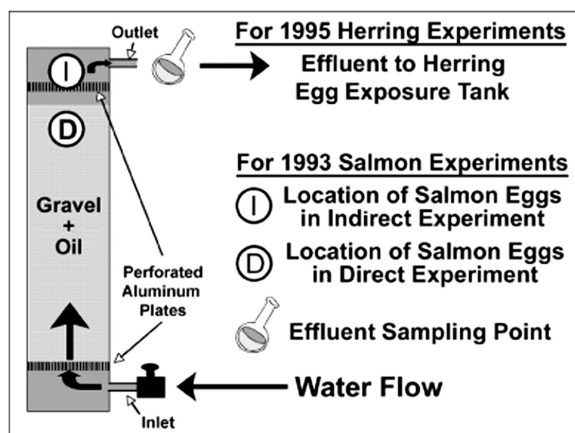 Outlet
I
D
Gravel
+
Oil
Perforated
Aluminum
Plates
Inlet
For 1995 Herring Experiments
Effluent to Herring
Egg Exposure Tank
For 1993 Salmon Experiments
I Location of Salmon Eggs
in Indirect Experiment
D Location of Salmon Eggs
in Direct Experiment
Effluent Sampling Point
Water Flow